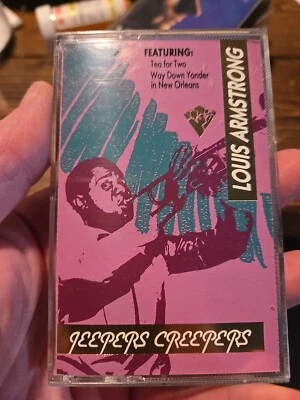 FEATURING:
Tea for Two
Way Down Yonder
in New Orleans
LOUIS ARMSTRONG
JEEPERS CREEPERS